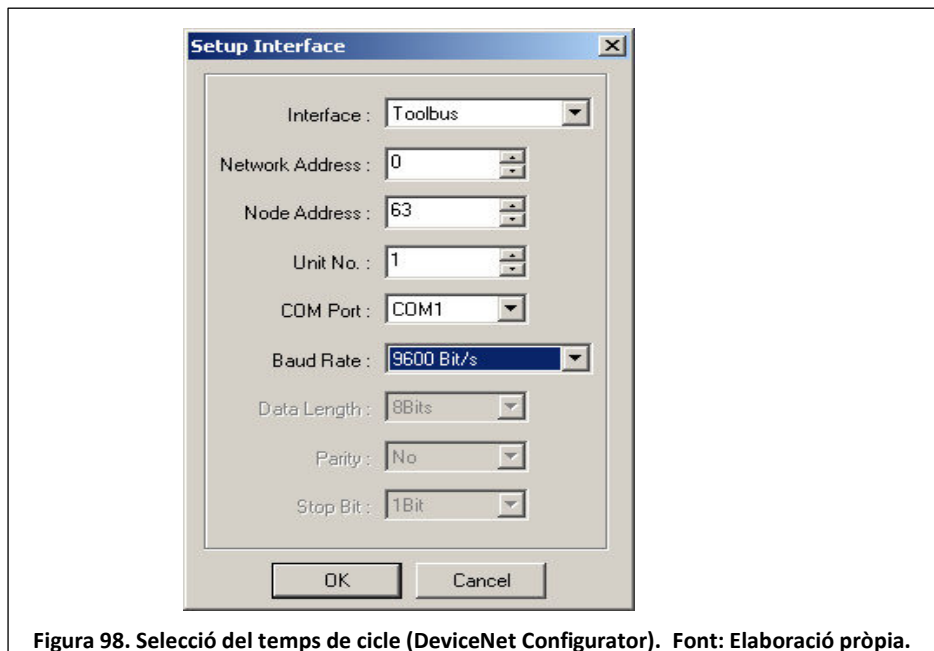 Setup Interface
Interface : Toolbus
Network Address : 0
Node Address : 63
Unit No. : 1
COM Port : COM1
Baud Rate : 9600 Bit/s
Data Length : 8Bits
Parity : No
Stop Bit : 1Bit
OK Cancel
Figura 98. Selecció del temps de cicle (DeviceNet Configurator). Font: Elaboració pròpia.